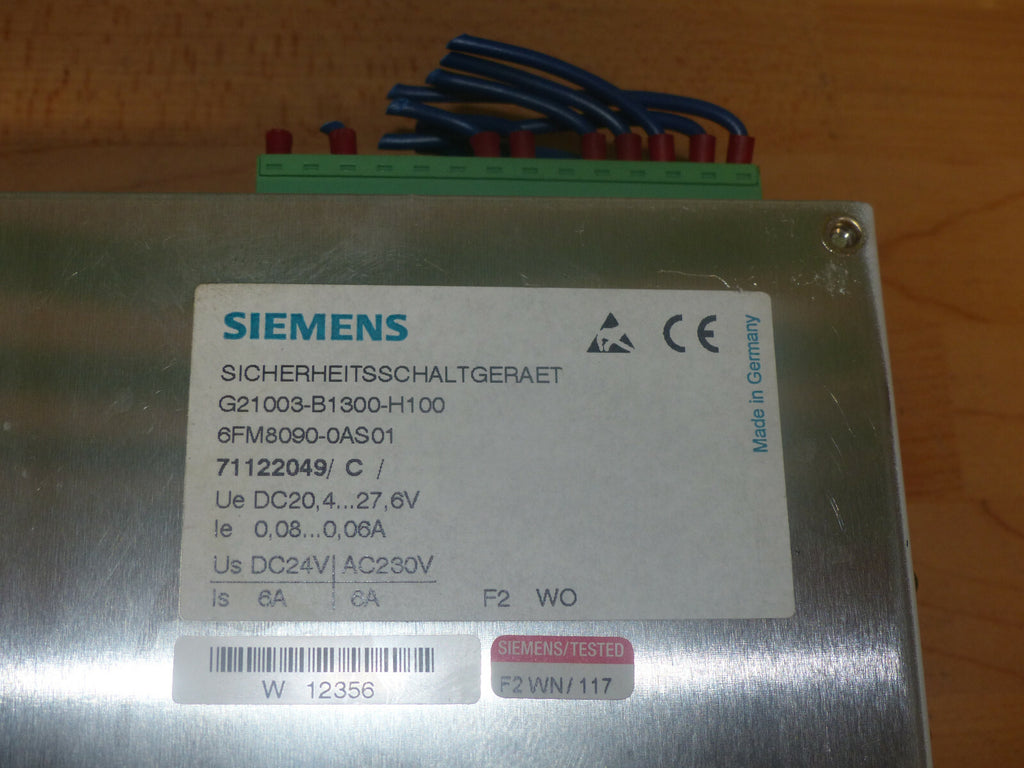 SIEMENS
CE
SICHERHEITSSCHALTGERAET
G21003-B1300-H100
6FM8090-0AS01
71122049/ C /
Ue DC20,4...27,6V
Ie 0,08...0,06A
Us DC24V| AC230V
Is 6A | 6A
F2 WO
Made in Germany
W 12356
SIEMENS/TESTED
F2 WN/117